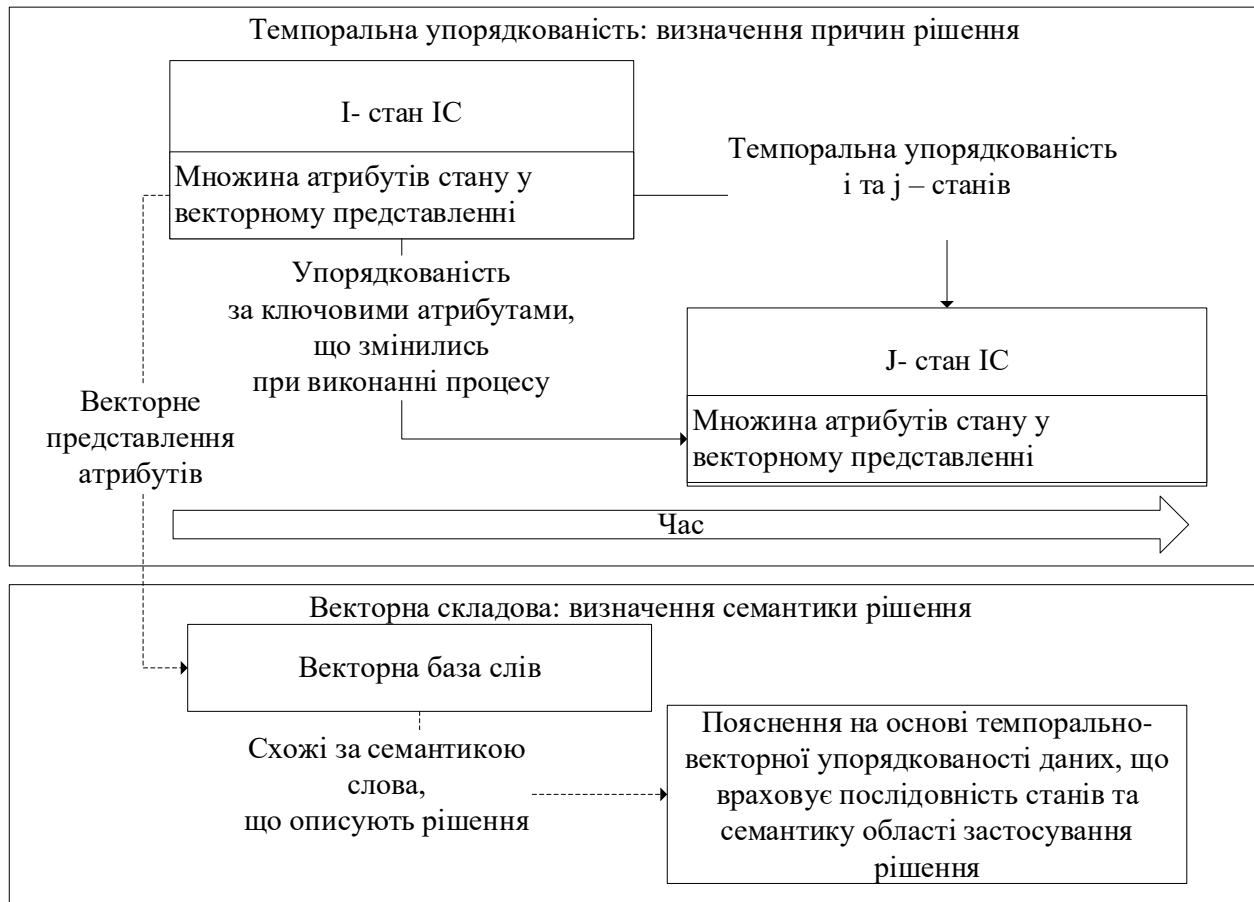 Темпоральна упорядкованість: визначення причин рішення
I- стан ІС
Множина атрибутів стану у
векторному представленні
Темпоральна упорядкованість
і та j – станів
Упорядкованість
за ключовими атрибутами,
що змінились
при виконанні процесу
J- стан ІС
Множина атрибутів стану у
векторному представленні
Векторне
представлення
атрибутів
Час
Векторна складова: визначення семантики рішення
Векторна база слів
Схожі за семантикою
слова,
що описують рішення
Пояснення на основі темпорально-
векторної упорядкованості даних, що
враховує послідовність станів та
семантику області застосування
рішення